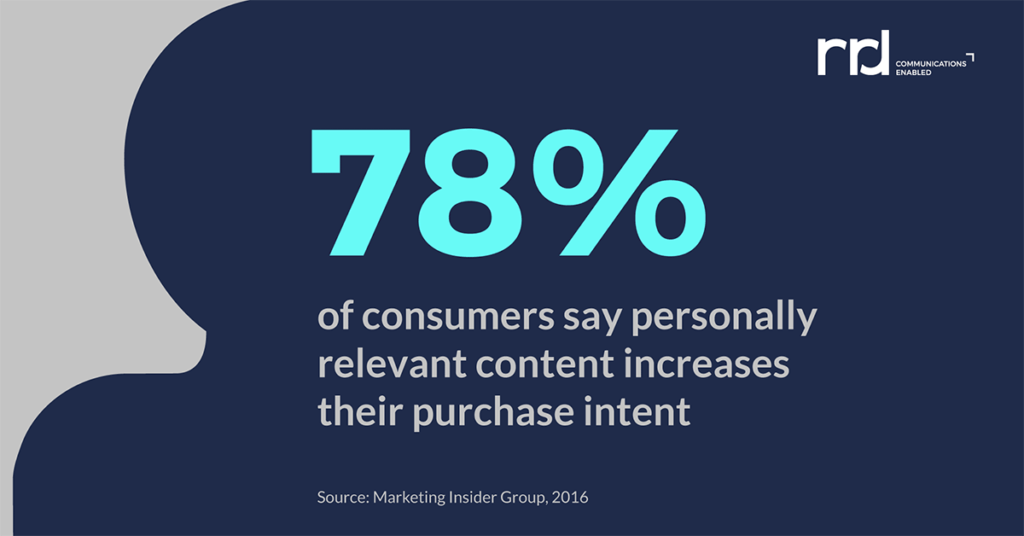 rrd COMMUNICATIONS
ENABLED
78%
of consumers say personally
relevant content increases
their purchase intent
Source: Marketing Insider Group, 2016